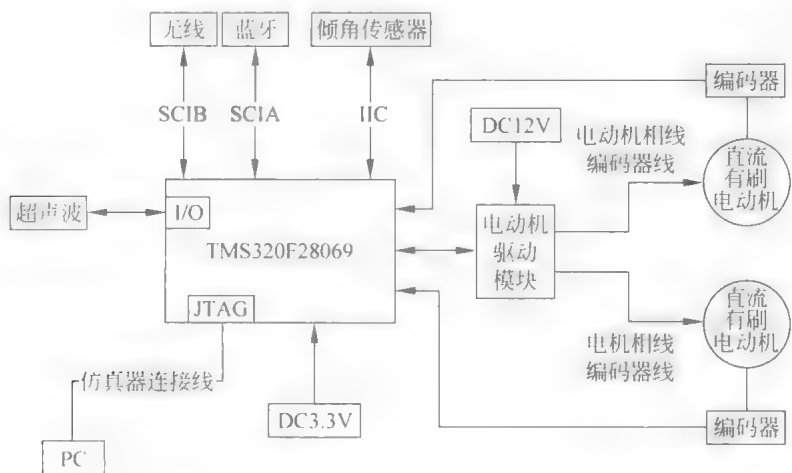 无线
蓝牙
倾角传感器
SCIB
SCIA
IIC
编码器
DC12V
电动机相线
编码器线
直流
有刷
电动机
超声波
I/O
TMS320F28069
电动机
驱动
模块
JTAG
直流
有刷
电动机
电机相线
编码器线
仿真器连接线
DC3.3V
编码器
PC